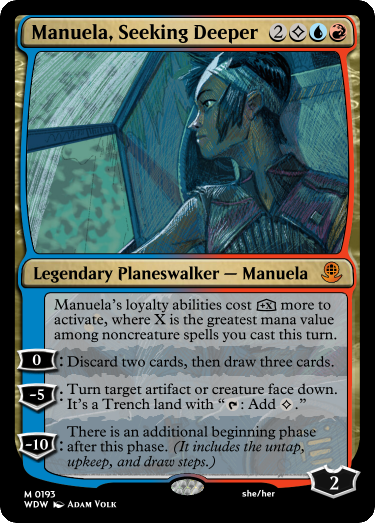 Manuela, Seeking Deeper 2
Legendary Planeswalker — Manuela
Manuela's loyalty abilities cost +X more to
activate, where X is the greatest mana value
among noncreature spells you cast this turn.
0 : Discard two cards, then draw three cards.
-5 : Turn target artifact or creature face down.
It's a Trench land with “: Add .”
-10 : There is an additional beginning phase
after this phase. (It includes the untap,
upkeep, and draw steps.)
2
M 0193 she/her
WDW Adam Volk